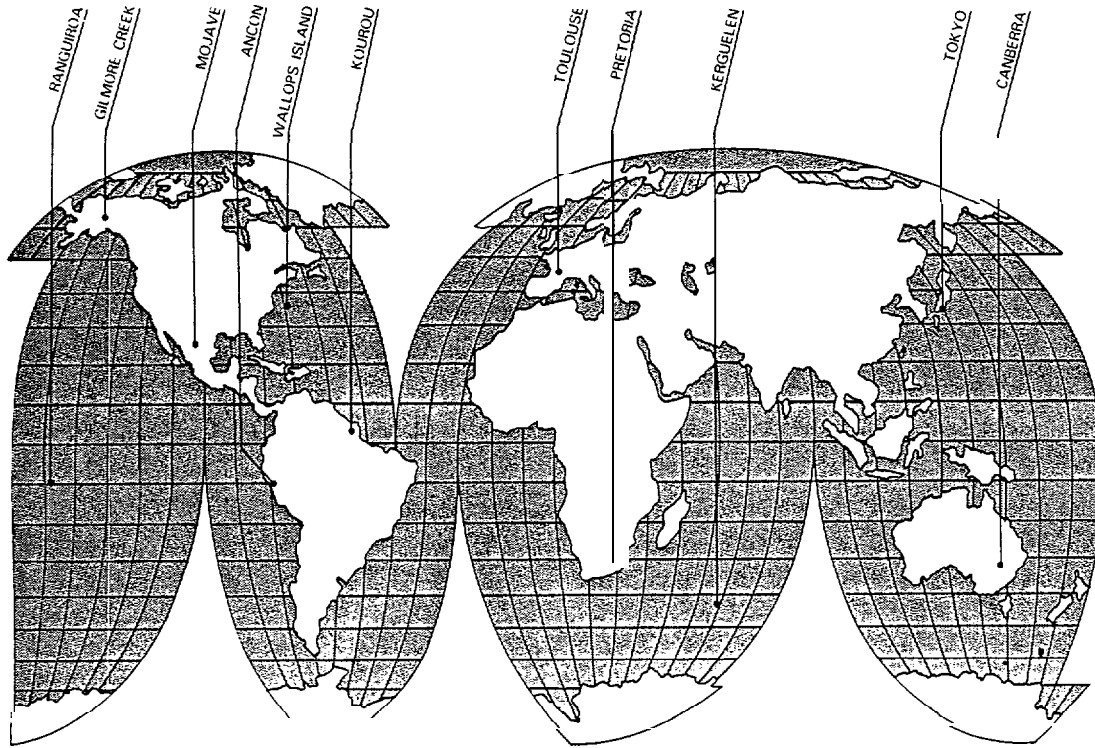 RANGUIROA
GILMORE CREEK
MOJAVE
ANCON
WALLOPS ISLAND
KOUROU
TOULOUSE
PRETORIA
KERGUELEN
TOKYO
CANBERRA